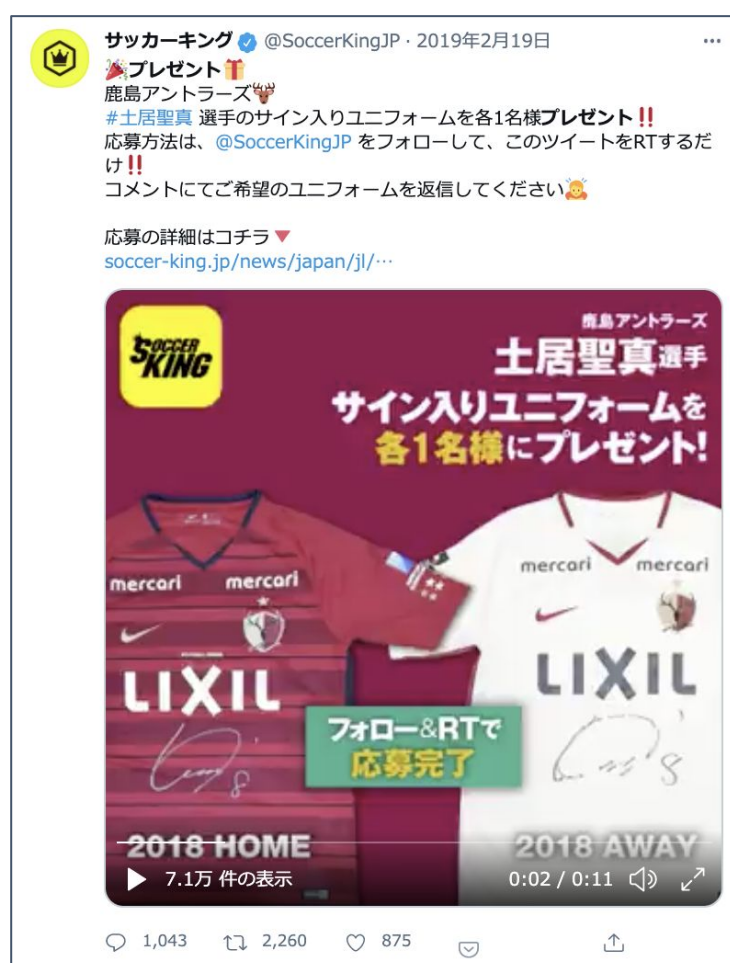 サッカーキング @SoccerKingJP · 2019年2月19日
🎉プレゼント🎁
鹿島アントラーズ🦌
#土居聖真 選手のサイン入りユニフォームを各1名様プレゼント‼️
応募方法は、@SoccerKingJP をフォローして、このツイートをRTするだ
け‼️
コメントにてご希望のユニフォームを返信してください🙇
応募の詳細はコチラ🔻
soccer-king.jp/news/japan/jl/…
SOCCER
KING
鹿島アントラーズ
土居聖真選手
サイン入りユニフォームを
各1名様にプレゼント!
mercari mercari
mercari mercari
LIXIL
LIXIL
フォロー&RTで
応募完了
8
8
2018 HOME
2018 AWAY
7.1万 件の表示
0:02 / 0:11
1,043 2,260 875